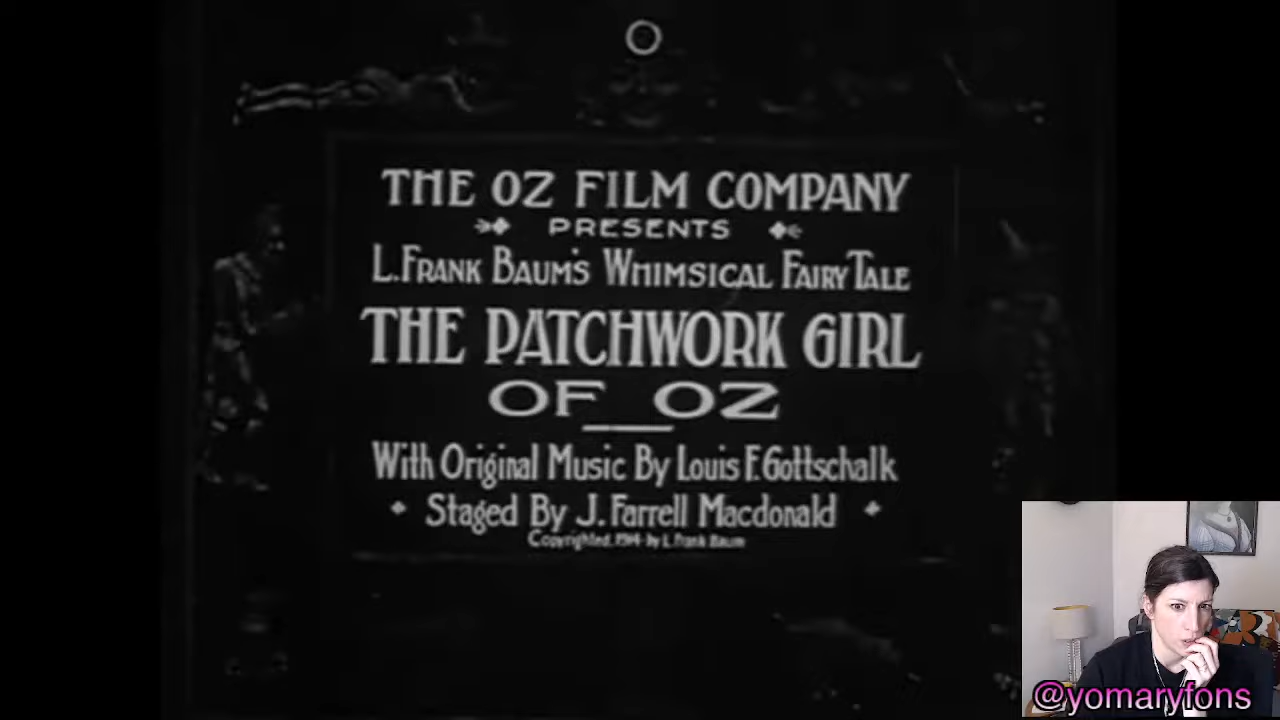 THE OZ FILM COMPANY
PRESENTS
L. FRANK BAUM'S WHIMSICAL FAIRY TALE
THE PATCHWORK GIRL
OF OZ
With Original Music By Louis F. Gottschalk
Staged By J. Farrell Macdonald
Copyrighted 1914 by L Frank Baum
@yomaryfons